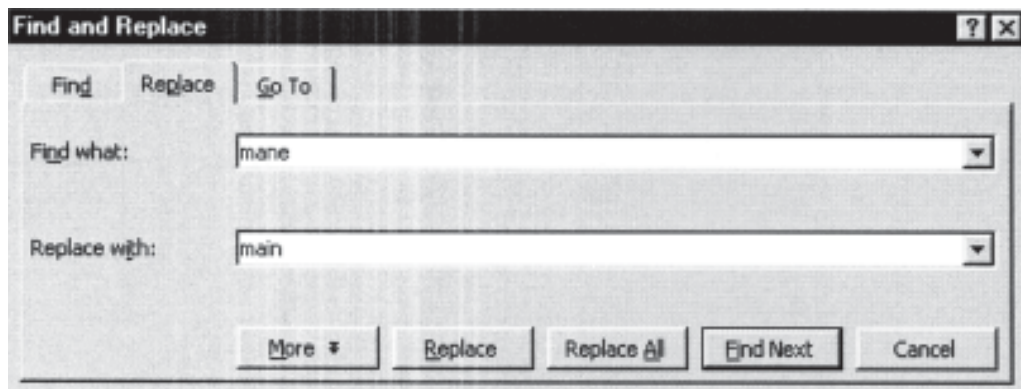 Find and Replace
Find Replace Go To
Find what: mane
Replace with: main
More Replace Replace All Find Next Cancel